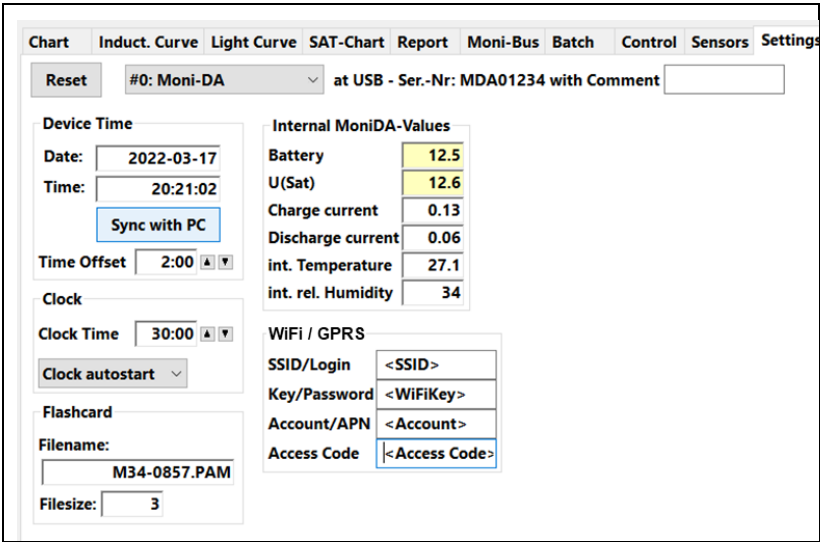 Chart Induct. Curve Light Curve SAT-Chart Report Moni-Bus Batch Control Sensors Settings
Reset #0: Moni-DA at USB - Ser.-Nr: MDA01234 with Comment
Device Time
Date: 2022-03-17
Time: 20:21:02
Sync with PC
Time Offset 2:00
Clock
Clock Time 30:00
Clock autostart
Flashcard
Filename:
M34-0857.PAM
Filesize: 3
Internal MoniDA-Values
Battery 12.5
U(Sat) 12.6
Charge current 0.13
Discharge current 0.06
int. Temperature 27.1
int. rel. Humidity 34
WiFi / GPRS
SSID/Login <SSID>
Key/Password <WiFiKey>
Account/APN <Account>
Access Code <Access Code>